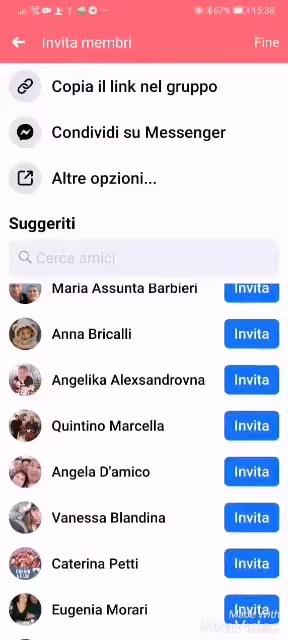 67% 15:38
Invita membri Fine
Copia il link nel gruppo
Condividi su Messenger
Altre opzioni...
Suggeriti
Cerca amici
Maria Assunta Barbieri Invita
Anna Bricalli Invita
Angelika Alexsandrovna Invita
Quintino Marcella Invita
Angela D'amico Invita
Vanessa Blandina Invita
Caterina Petti Invita
Eugenia Morari Invita
Made With